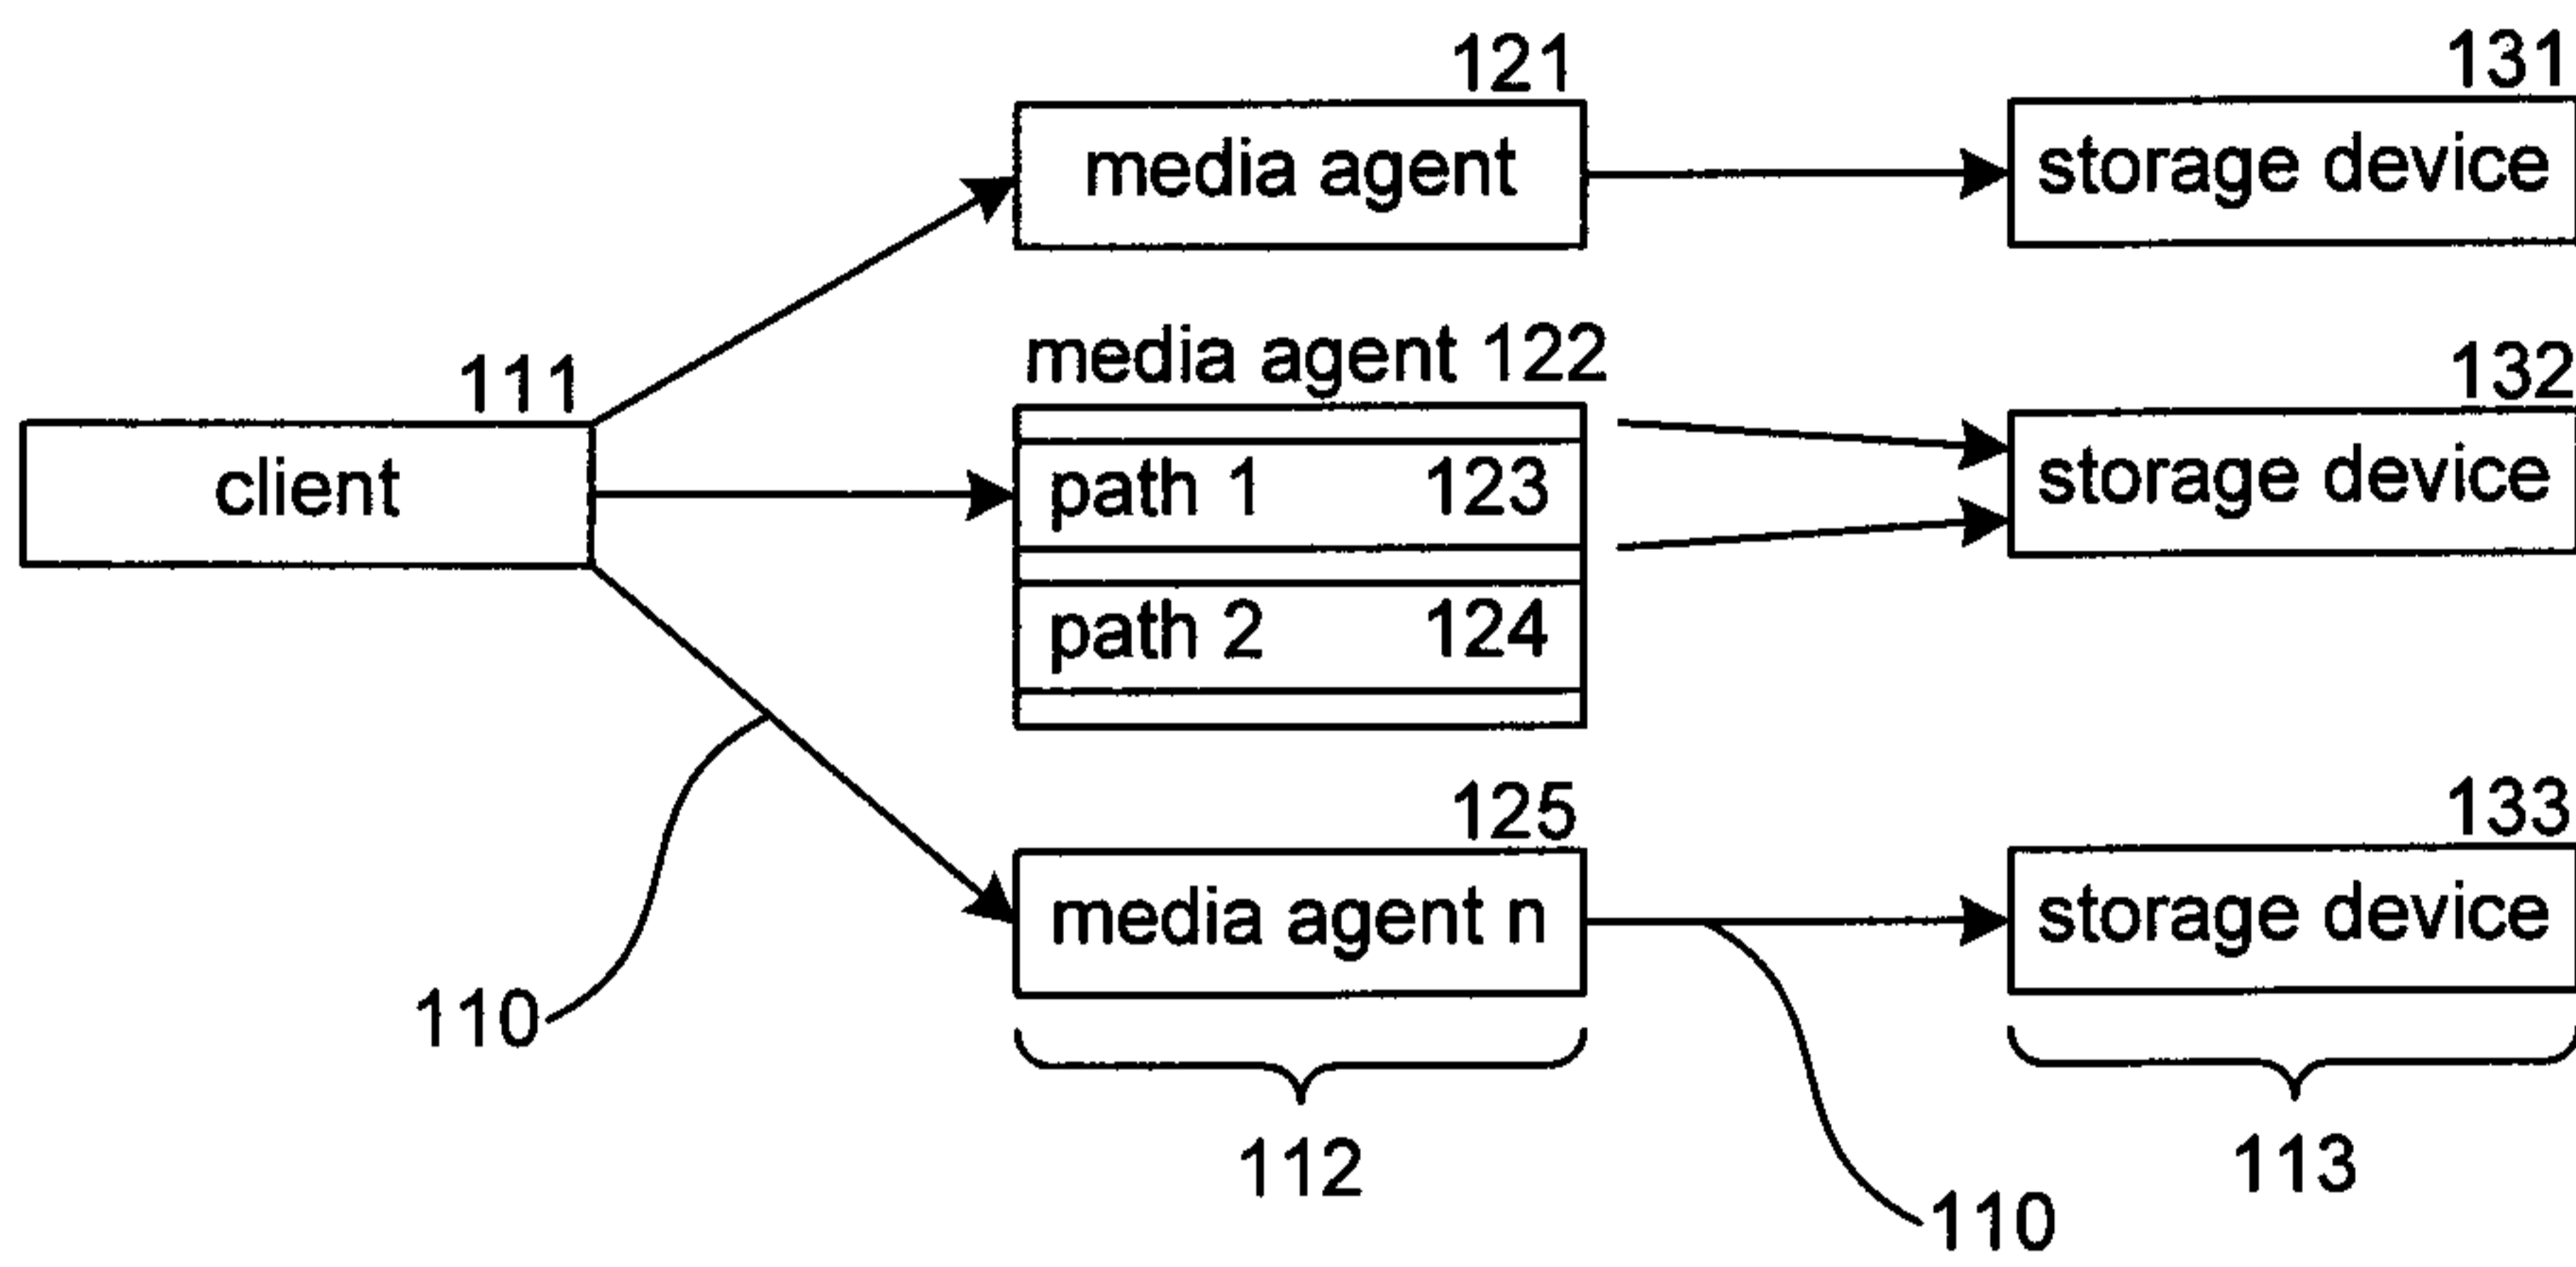 121
131
media agent
storage device
111
media agent 122
132
client
path 1 123
storage device
path 2 124
125
133
media agent n
storage device
110
112
113
110